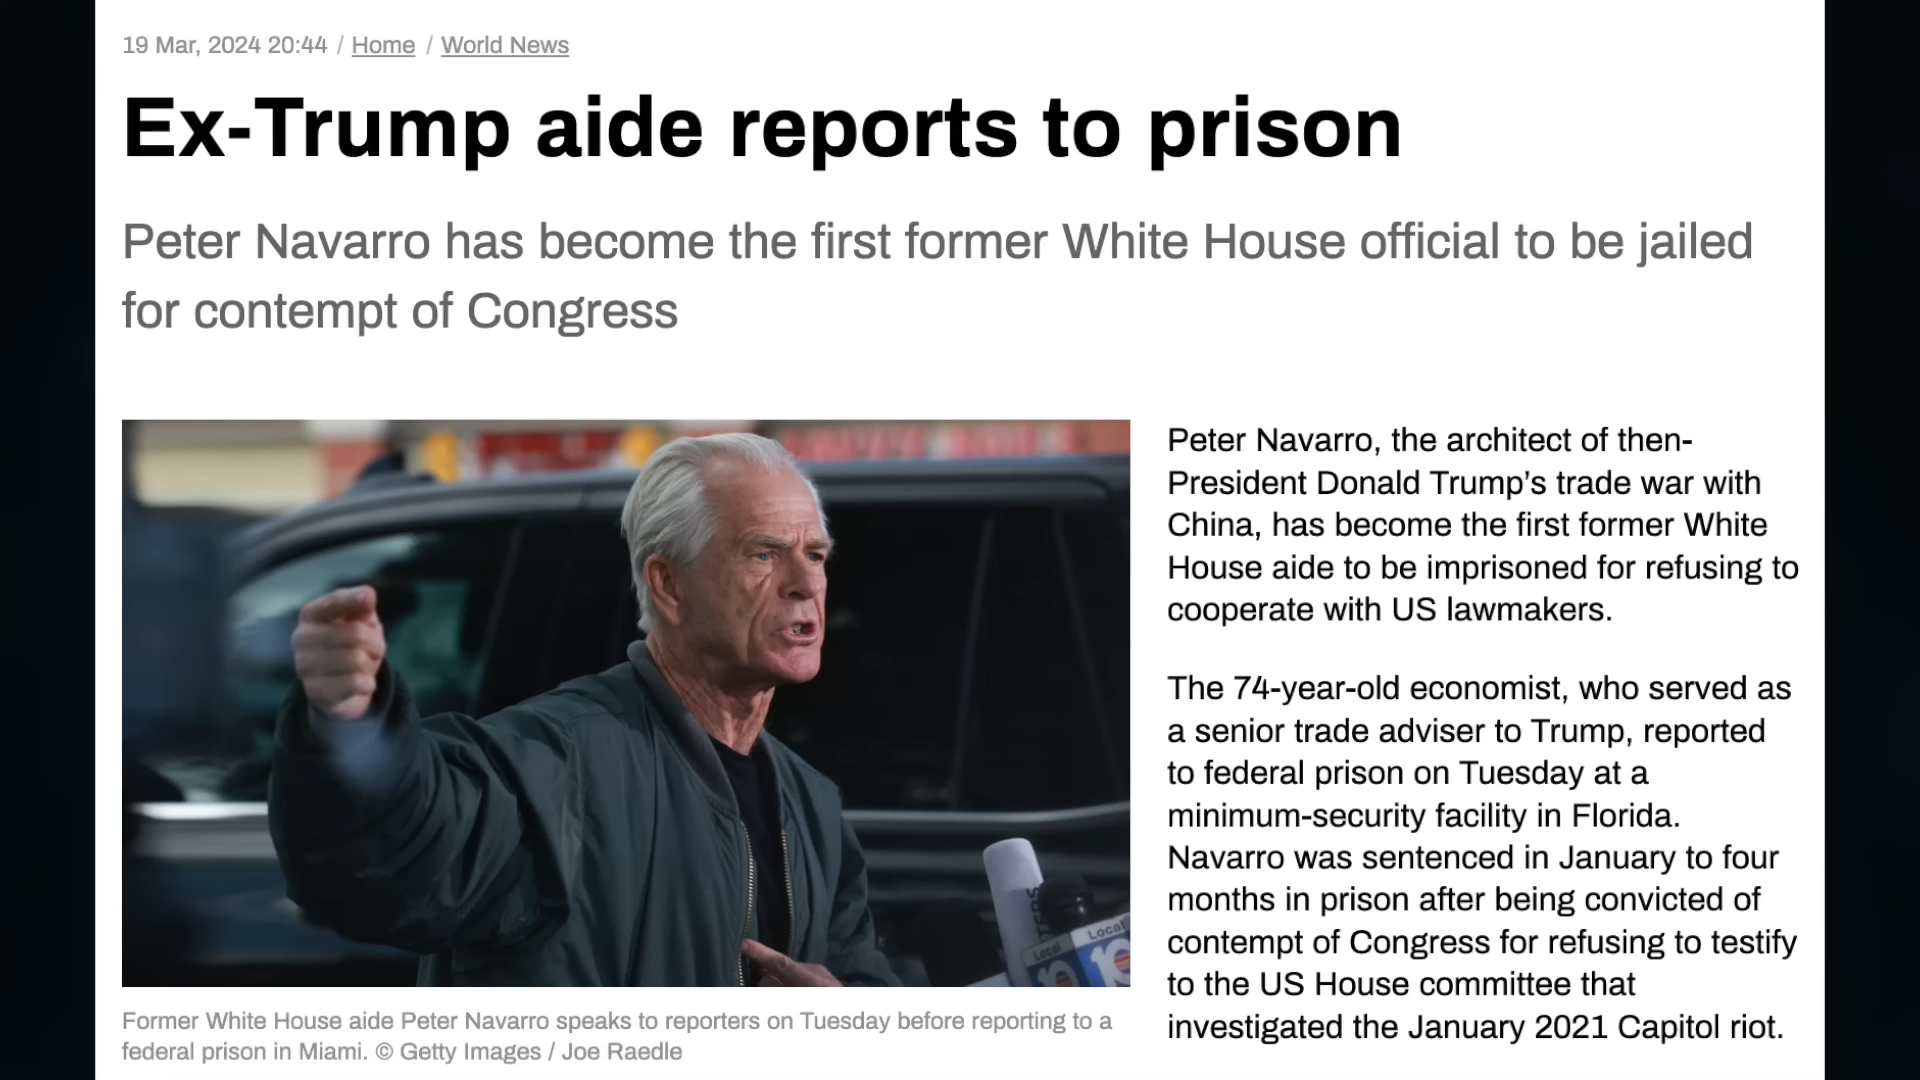 19 Mar, 2024 20:44 / Home / World News
Ex-Trump aide reports to prison
Peter Navarro has become the first former White House official to be jailed
for contempt of Congress
Peter Navarro, the architect of then-
President Donald Trump’s trade war with
China, has become the first former White
House aide to be imprisoned for refusing to
cooperate with US lawmakers.
The 74-year-old economist, who served as
a senior trade adviser to Trump, reported
to federal prison on Tuesday at a
minimum-security facility in Florida.
Navarro was sentenced in January to four
months in prison after being convicted of
contempt of Congress for refusing to testify
to the US House committee that
investigated the January 2021 Capitol riot.
Local
10
Local
10
Former White House aide Peter Navarro speaks to reporters on Tuesday before reporting to a
federal prison in Miami. © Getty Images / Joe Raedle